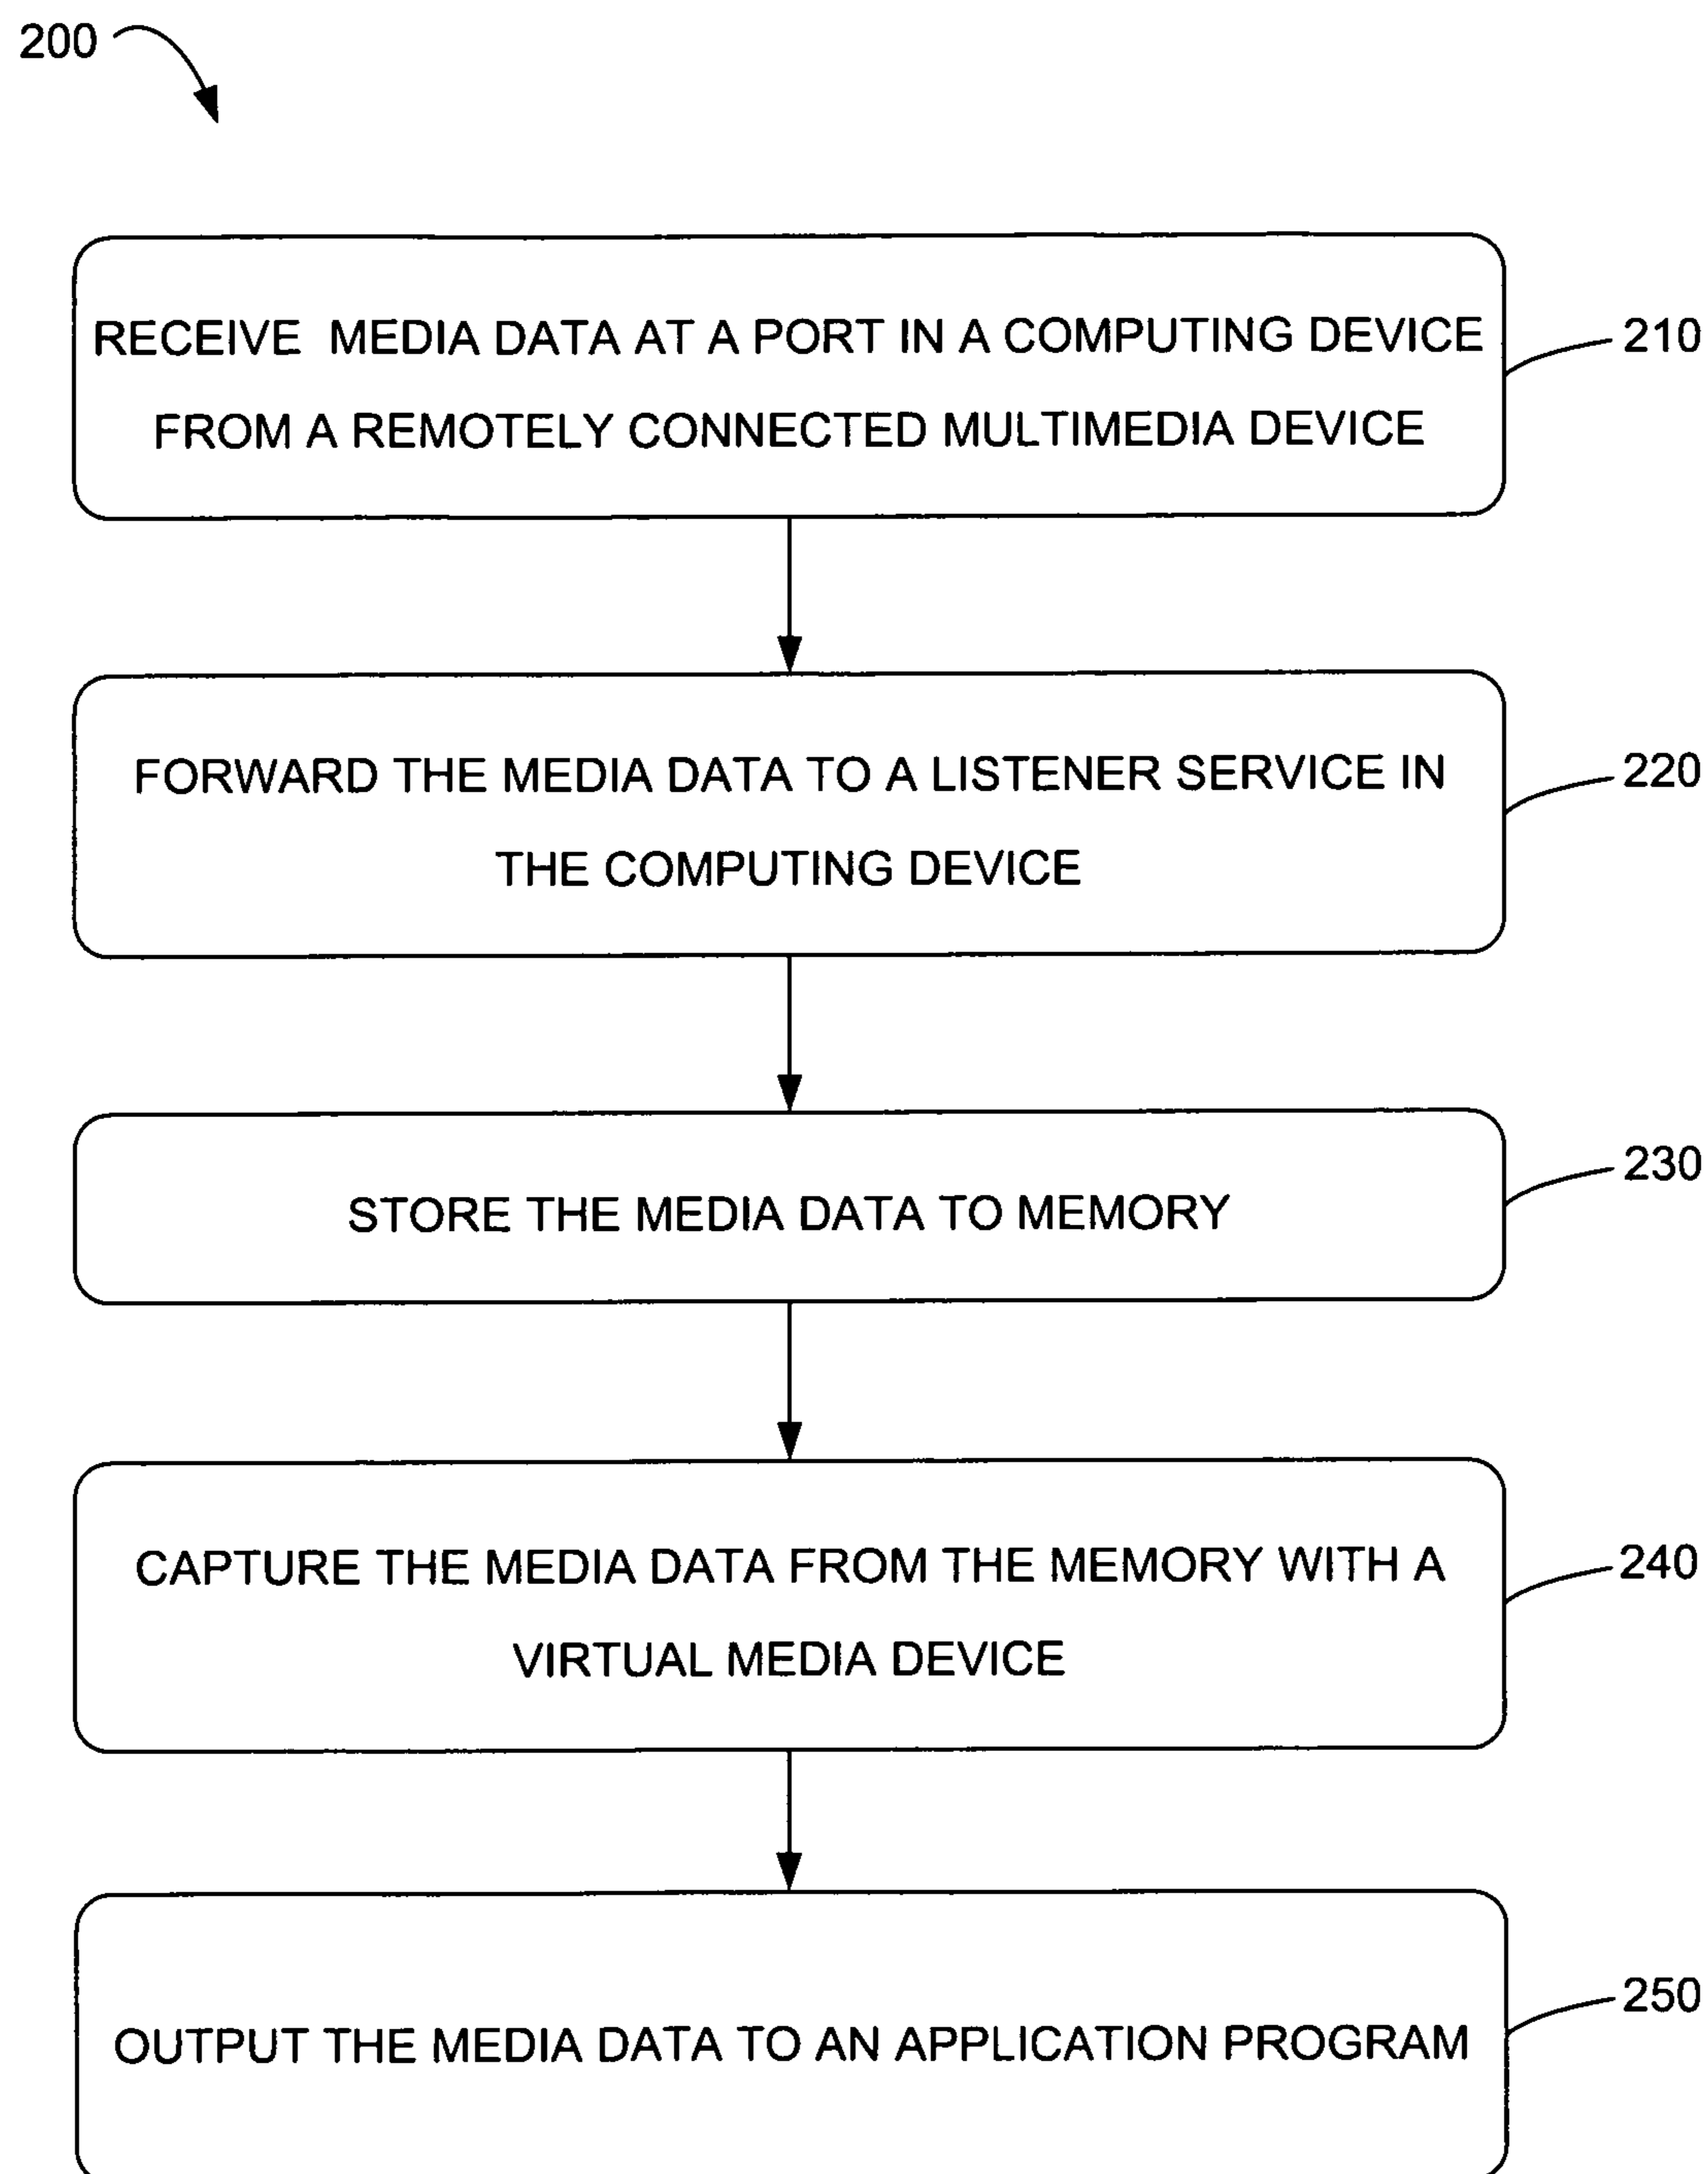 200
RECEIVE MEDIA DATA AT A PORT IN A COMPUTING DEVICE
FROM A REMOTELY CONNECTED MULTIMEDIA DEVICE
210
FORWARD THE MEDIA DATA TO A LISTENER SERVICE IN
THE COMPUTING DEVICE
220
STORE THE MEDIA DATA TO MEMORY
230
CAPTURE THE MEDIA DATA FROM THE MEMORY WITH A
VIRTUAL MEDIA DEVICE
240
OUTPUT THE MEDIA DATA TO AN APPLICATION PROGRAM
250